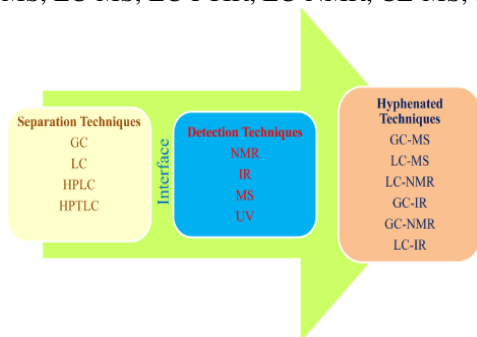 Separation Techniques
GC
LC
HPLC
HPTLC
Interface
Detection Techniques
NMR
IR
MS
UV
Hyphenated
Techniques
GC-MS
LC-MS
LC-NMR
GC-IR
GC-NMR
LC-IR